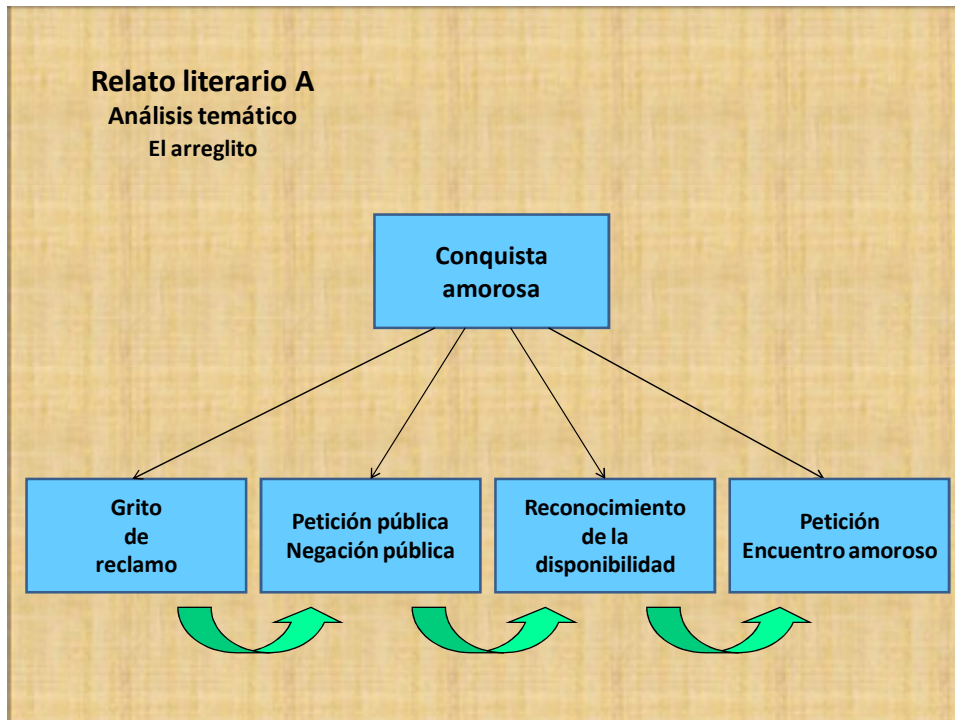 Relato literario A
Análisis temático
El arreglito
Conquista
amorosa
Grito
de
reclamo
Petición pública
Negación pública
Reconocimiento
de la
disponibilidad
Petición
Encuentro amoroso